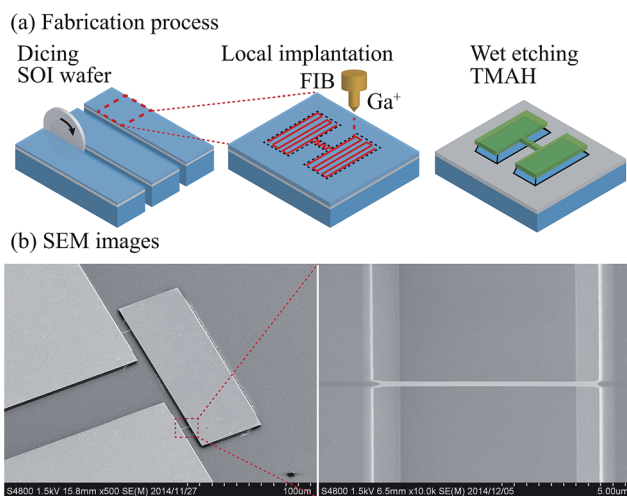 (a) Fabrication process
Dicing
SOI wafer
Local implantation
FIB
Ga⁺
Wet etching
TMAH
(b) SEM images
S4800 1.5kV 15.8mm x500 SE(M) 2014/11/27 100um
S4800 1.5kV 6.5mm x10.0k SE(M) 2014/12/05 5.00um